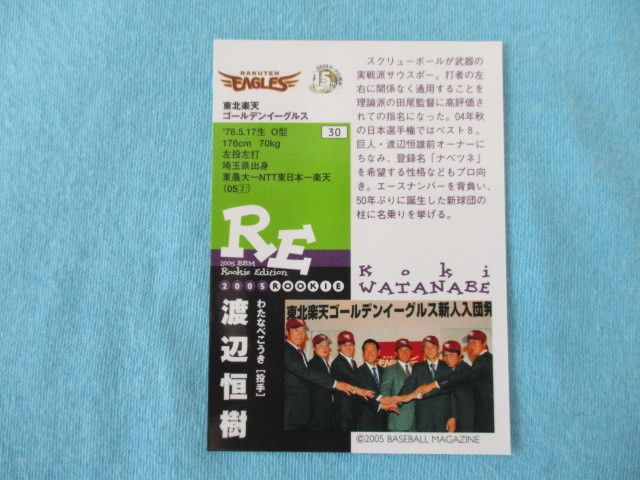 RAKUTEN
EAGLES
15
東北楽天
ゴールデンイーグルス
'78.5.17生 O型
30
176cm 70kg
左投左打
埼玉県出身
東農大―NTT東日本―楽天
(05②)
スクリューボールが武器の
実戦派サウスポー。打者の左
右に関係なく通用することを
理論派の田尾監督に高評価さ
れての指名になった。04年秋
の日本選手権ではベスト8。
巨人・渡辺恒雄前オーナーに
ちなみ、登録名「ナベツネ」
を希望する性格などもプロ向
き。エースナンバーを背負い、
50年ぶりに誕生した新球団の
柱に名乗りを挙げる。
RE
2005 BBM
Rookie Edition
2005 ROOKIE
Koki
WATANABE
わたなべこうき [投手]
渡辺恒樹
東北楽天ゴールデンイーグルス新人入団発
EAGLES
©2005 BASEBALL MAGAZINE